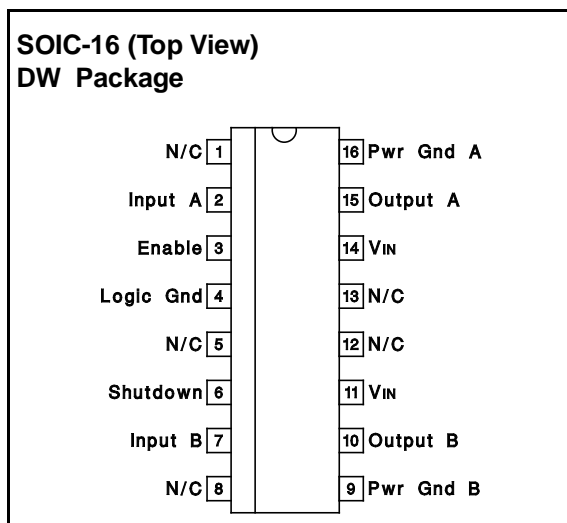 SOIC-16 (Top View)
DW Package
N/C 1 16 Pwr Gnd A
Input A 2 15 Output A
Enable 3 14 VIN
Logic Gnd 4 13 N/C
N/C 5 12 N/C
Shutdown 6 11 VIN
Input B 7 10 Output B
N/C 8 9 Pwr Gnd B